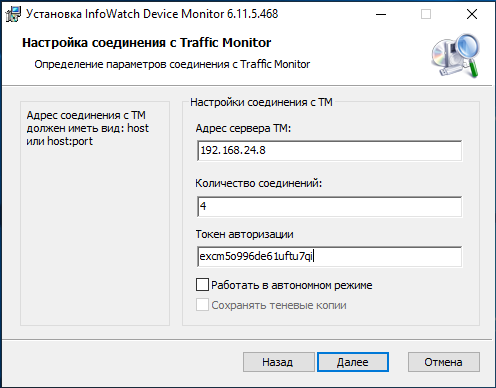 Установка InfoWatch Device Monitor 6.11.5.468
Настройка соединения с Traffic Monitor
Определение параметров соединения с Traffic Monitor
Адрес соединения с ТМ
должен иметь вид: host
или host:port
Настройки соединения с ТМ
Адрес сервера ТМ:
192.168.24.8
Количество соединений:
4
Токен авторизации
excm5o996de61uftu7qi
Работать в автономном режиме
Сохранять теневые копии
Назад
Далее
Отмена